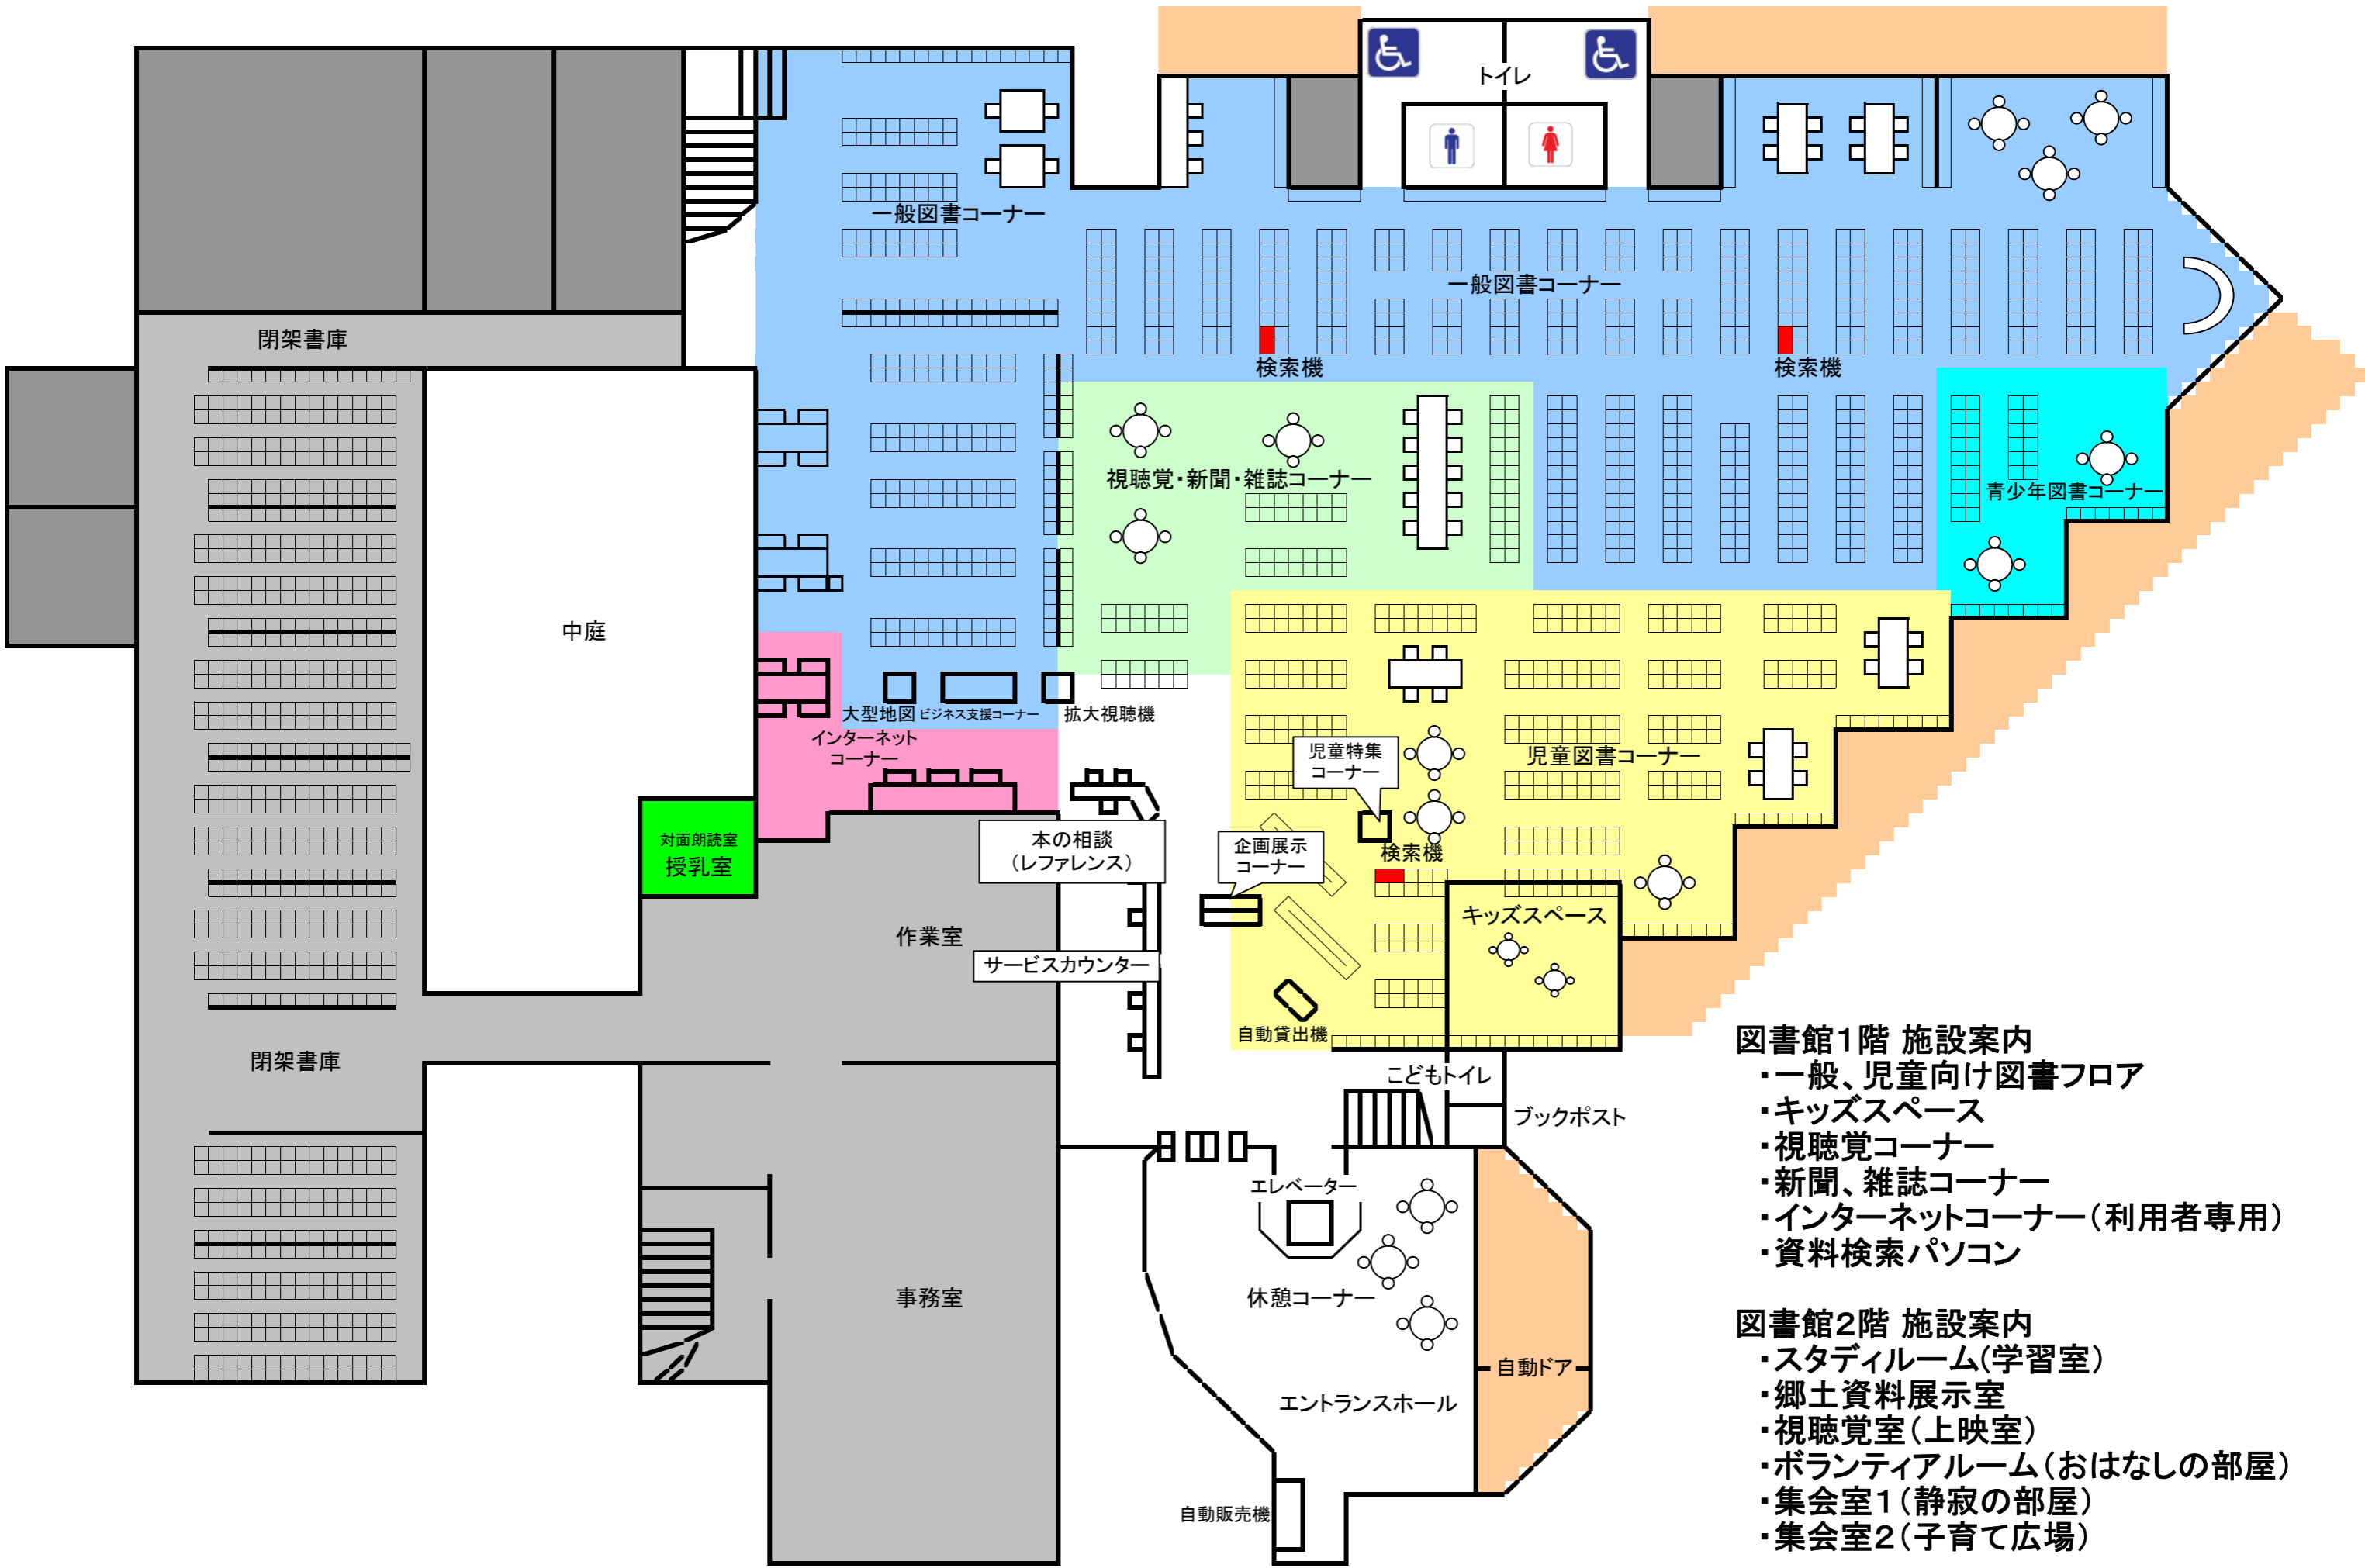 トイレ
一般図書コーナー
一般図書コーナー
閉架書庫
検索機
検索機
視聴覚・新聞・雑誌コーナー
青少年図書コーナー
中庭
大型地図
ビジネス支援コーナー
拡大視聴機
インターネット
コーナー
児童特集
コーナー
児童図書コーナー
対面朗読室
授乳室
本の相談
（レファレンス）
企画展示
コーナー
検索機
キッズスペース
作業室
サービスカウンター
自動貸出機
閉架書庫
こどもトイレ
ブックポスト
エレベーター
休憩コーナー
事務室
自動ドア
エントランスホール
自動販売機
図書館1階 施設案内
・一般、児童向け図書フロア
・キッズスペース
・視聴覚コーナー
・新聞、雑誌コーナー
・インターネットコーナー（利用者専用）
・資料検索パソコン
図書館2階 施設案内
・スタディルーム(学習室)
・郷土資料展示室
・視聴覚室（上映室）
・ボランティアルーム（おはなしの部屋）
・集会室1（静寂の部屋）
・集会室2（子育て広場）